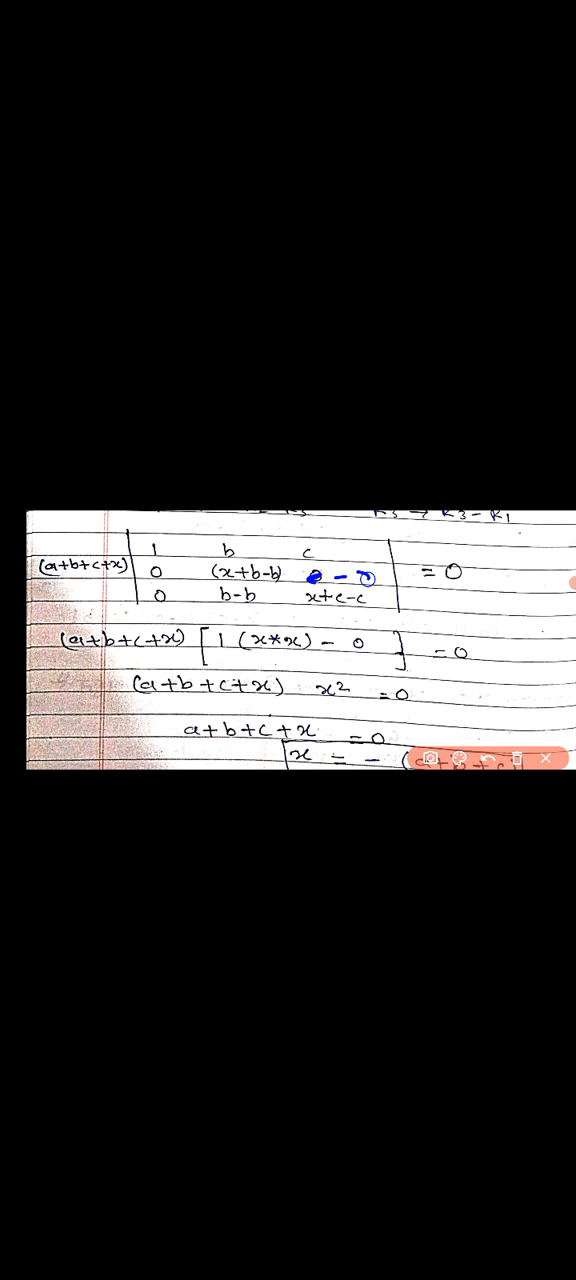 R3 → R3 - R1
1 b c
(a+b+c+x) 0 (x+b-b) - = 0
0 b-b x+c-c
(a+b+c+x) [ 1 (x*x) - 0 ] = 0
(a+b+c+x) x² = 0
a+b+c+x = 0
x = - (a+b+c)